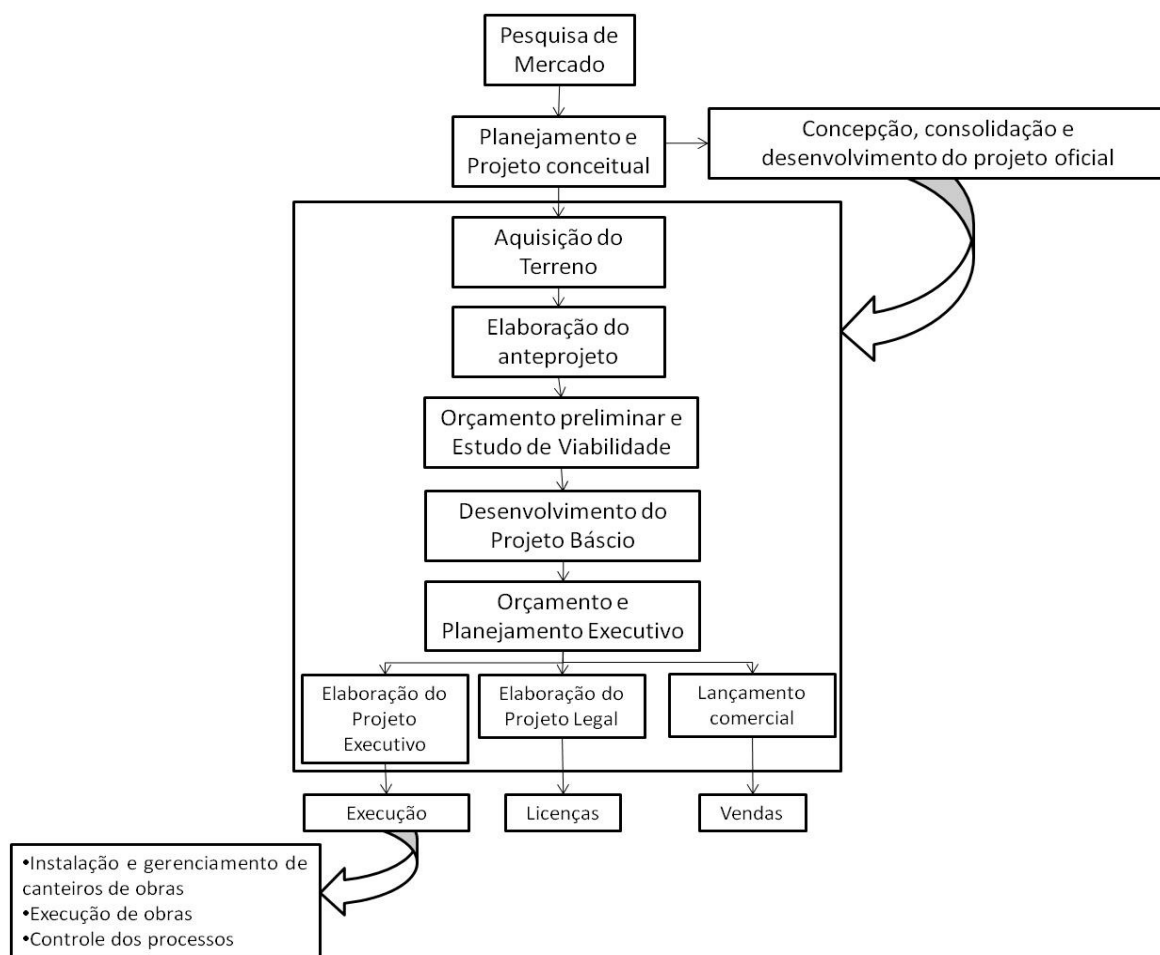 Pesquisa de
Mercado
Planejamento e
Projeto conceitual
Concepção, consolidação e
desenvolvimento do projeto oficial
Aquisição do
Terreno
Elaboração do
anteprojeto
Orçamento preliminar e
Estudo de Viabilidade
Desenvolvimento do
Projeto Báscio
Orçamento e
Planejamento Executivo
Elaboração do
Projeto
Executivo
Elaboração do
Projeto Legal
Lançamento
comercial
Execução
Licenças
Vendas
•Instalação e gerenciamento de
canteiros de obras
•Execução de obras
•Controle dos processos